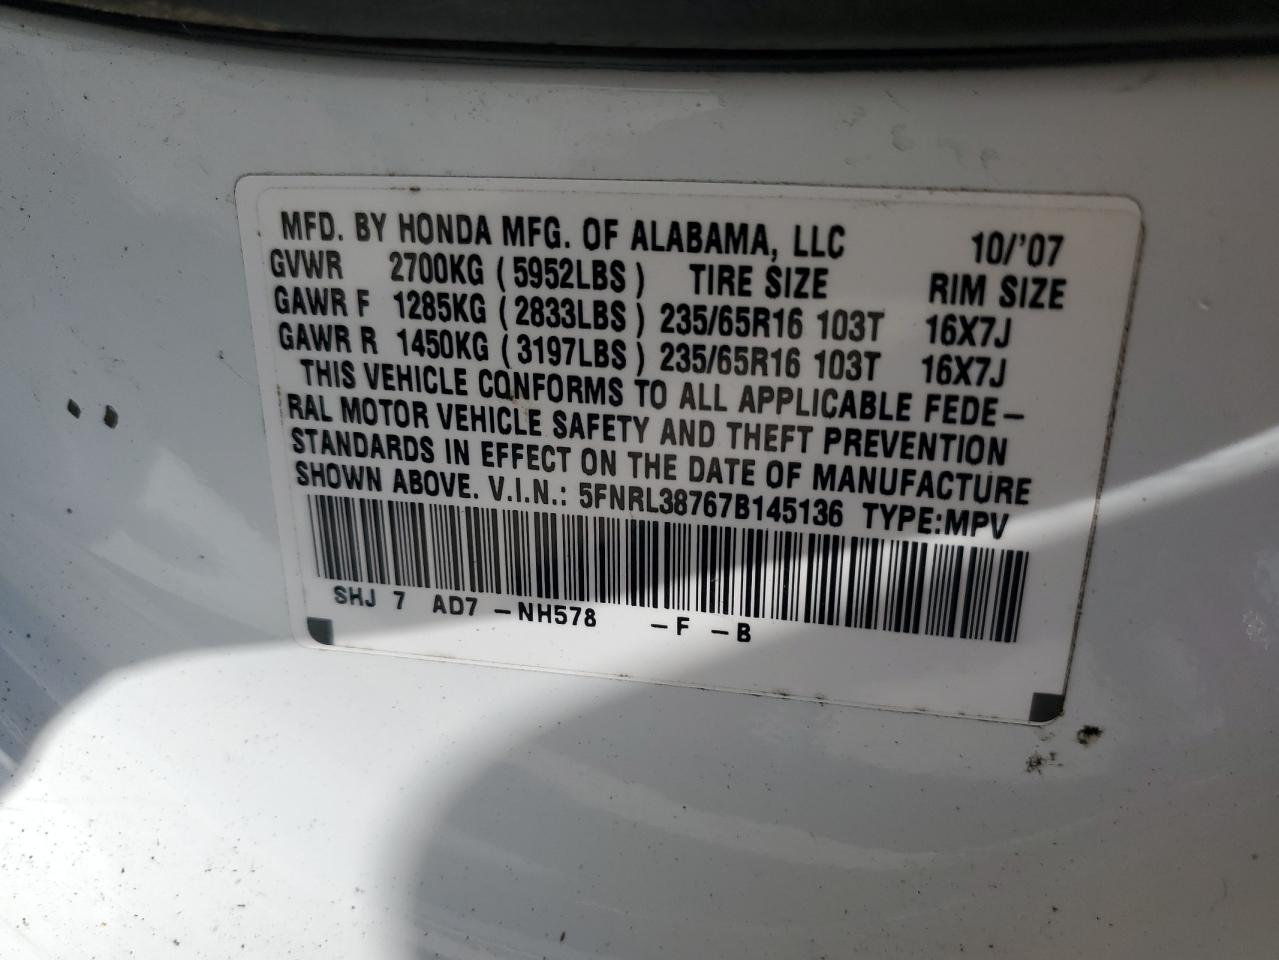 MFD. BY HONDA MFG. OF ALABAMA, LLC 10/'07
GVWR 2700KG (5952LBS) TIRE SIZE RIM SIZE
GAWR F 1285KG (2833LBS) 235/65R16 103T 16X7J
GAWR R 1450KG (3197LBS) 235/65R16 103T 16X7J
THIS VEHICLE CONFORMS TO ALL APPLICABLE FEDE-
RAL MOTOR VEHICLE SAFETY AND THEFT PREVENTION
STANDARDS IN EFFECT ON THE DATE OF MANUFACTURE
SHOWN ABOVE. V.I.N.: 5FNRL38767B145136 TYPE:MPV
SHJ 7 AD7 -NH578 -F -B